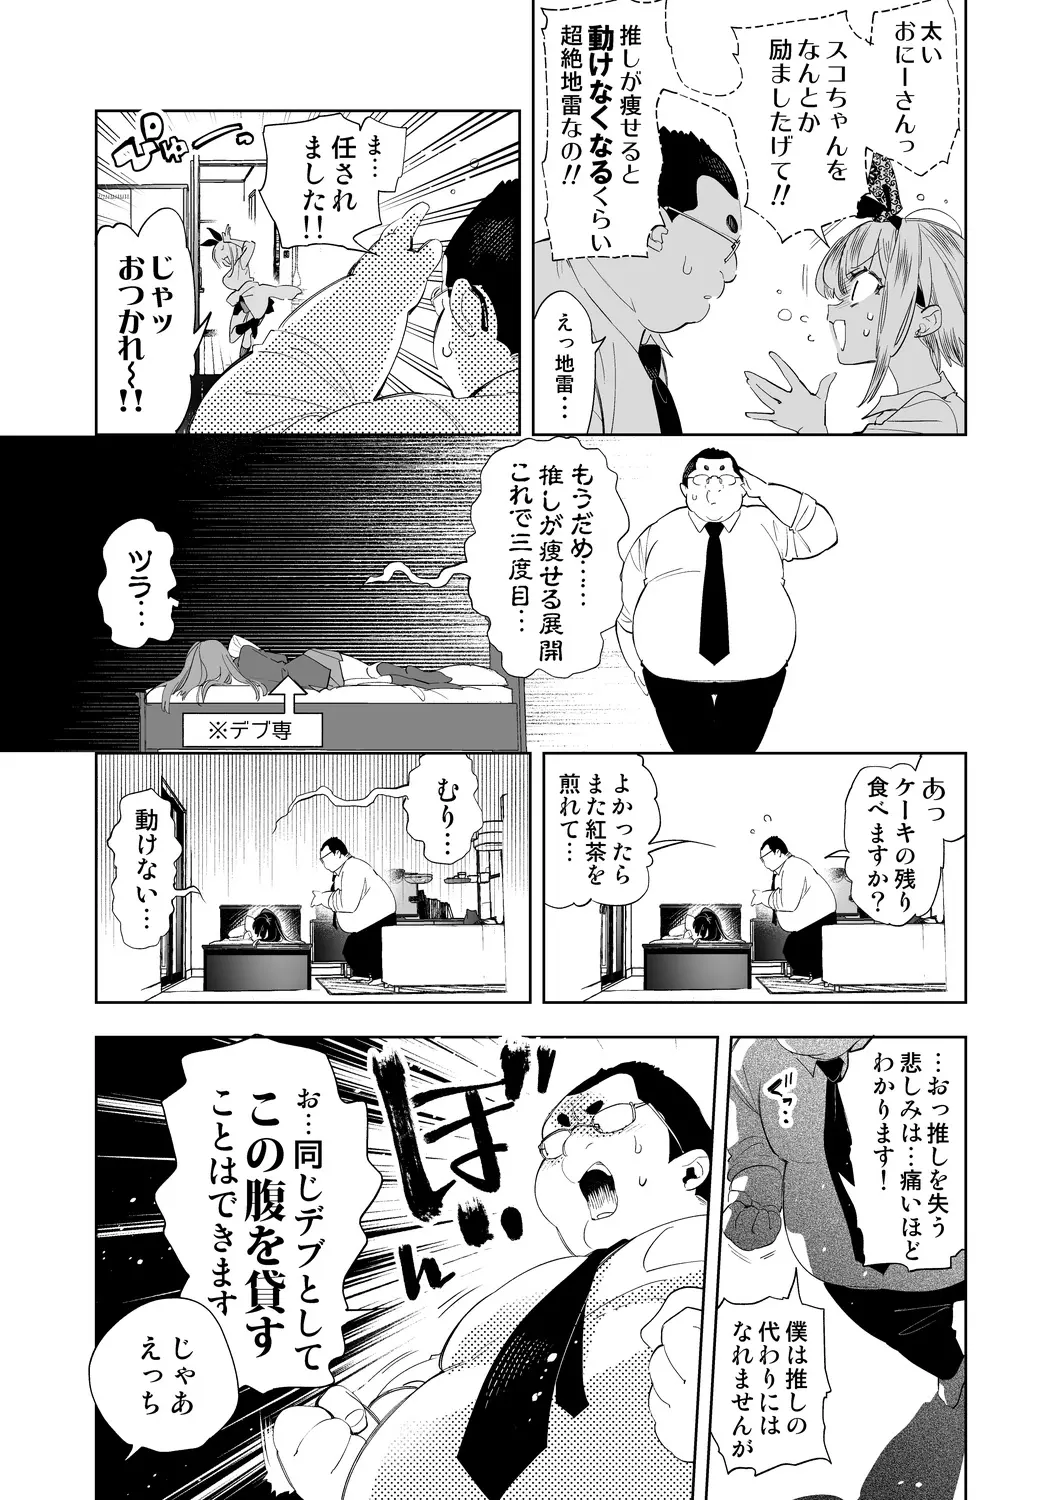 太い
おにーさんっ
スコちゃんを
なんとか
励ましたげて!!
推しが痩せると
動けなくなるくらい
超絶地雷なの!!
えっ地雷…
ま…
任され
ました!!
ぴゅーっ
じゃッ
おつかれ〜!!
もうだめ……
推しが痩せる展開
これで三度目…
ツラ…
※デブ専
あっ
ケーキの残り
食べますか?
よかったら
また紅茶を
煎れて…
むり…
動けない…
…おっ推しを失う
悲しみは…痛いほど
わかります!
ぐっ…
僕は推しの
代わりには
なれませんが
ぼいんっ
お…同じデブとして
この腹を貸す
ことはできます
じゃあ
えっち